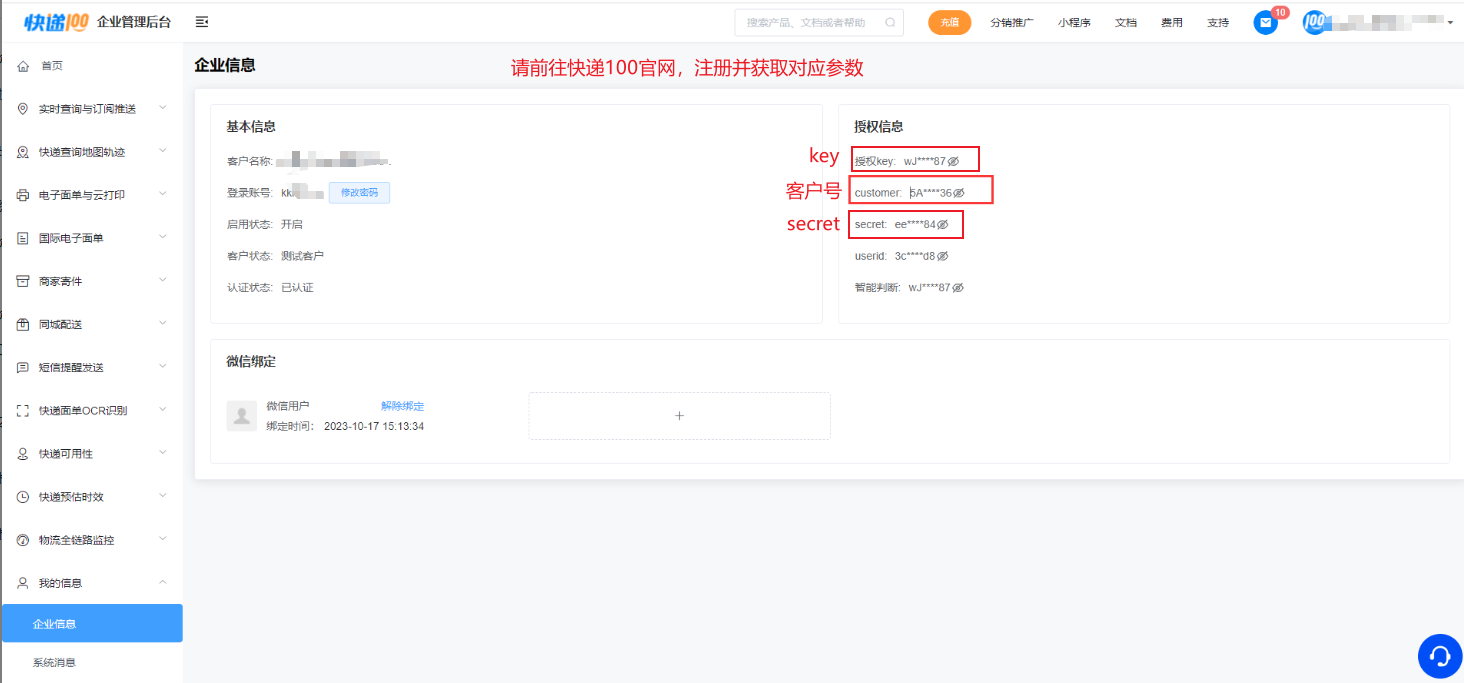 快递100 企业管理后台
搜索产品、文档或者帮助
充值
分销推广
小程序
文档
费用
支持
10
100
首页
实时查询与订阅推送
快递查询地图轨迹
电子面单与云打印
国际电子面单
商家寄件
同城配送
短信提醒发送
快递面单OCR识别
快递可用性
快递预估时效
物流全链路监控
我的信息
企业信息
系统消息
企业信息
请前往快递100官网，注册并获取对应参数
基本信息
客户名称:
登录账号: kk 修改密码
启用状态: 开启
客户状态: 测试客户
认证状态: 已认证
授权信息
key 授权key: wJ****87
客户号 customer: 5A****36
secret secret: ee****84
userid: 3c****d8
智能判断: wJ****87
微信绑定
微信用户 解除绑定
绑定时间: 2023-10-17 15:13:34
+